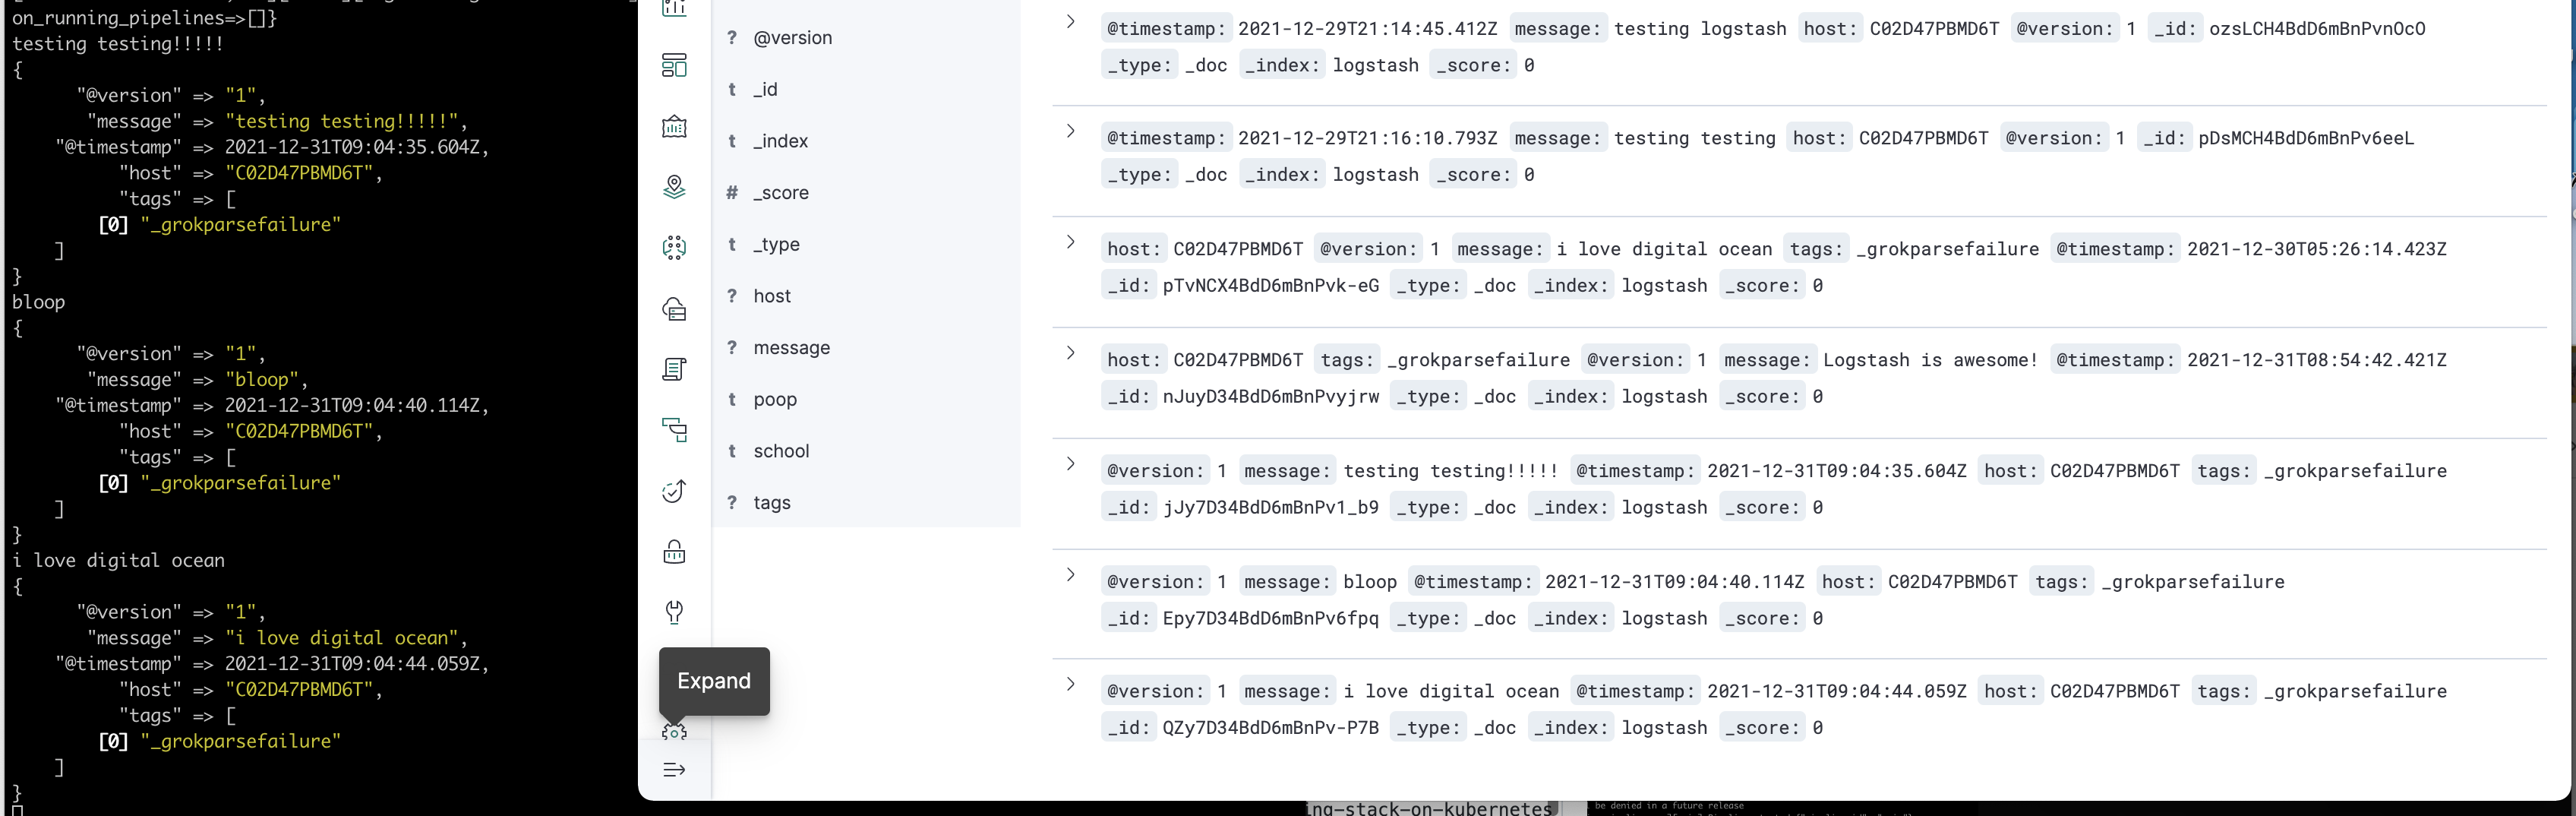 on_running_pipelines=>[]}
testing testing!!!!!
{
"@version" => "1",
"message" => "testing testing!!!!!",
"@timestamp" => 2021-12-31T09:04:35.604Z,
"host" => "C02D47PBMD6T",
"tags" => [
[0] "_grokparsefailure"
]
}
bloop
{
"@version" => "1",
"message" => "bloop",
"@timestamp" => 2021-12-31T09:04:40.114Z,
"host" => "C02D47PBMD6T",
"tags" => [
[0] "_grokparsefailure"
]
}
i love digital ocean
{
"@version" => "1",
"message" => "i love digital ocean",
"@timestamp" => 2021-12-31T09:04:44.059Z,
"host" => "C02D47PBMD6T",
"tags" => [
[0] "_grokparsefailure"
]
}
Expand
? @version
t _id
t _index
# _score
t _type
? host
? message
t poop
t school
? tags
@timestamp: 2021-12-29T21:14:45.412Z message: testing logstash host: C02D47PBMD6T @version: 1 _id: ozsLCH4BdD6mBnPvnOcO
_type: _doc _index: logstash _score: 0
@timestamp: 2021-12-29T21:16:10.793Z message: testing testing host: C02D47PBMD6T @version: 1 _id: pDsMCH4BdD6mBnPv6eeL
_type: _doc _index: logstash _score: 0
host: C02D47PBMD6T @version: 1 message: i love digital ocean tags: _grokparsefailure @timestamp: 2021-12-30T05:26:14.423Z
_id: pTvNCX4BdD6mBnPvk-eG _type: _doc _index: logstash _score: 0
host: C02D47PBMD6T tags: _grokparsefailure @version: 1 message: Logstash is awesome! @timestamp: 2021-12-31T08:54:42.421Z
_id: nJuyD34BdD6mBnPvyjrw _type: _doc _index: logstash _score: 0
@version: 1 message: testing testing!!!!! @timestamp: 2021-12-31T09:04:35.604Z host: C02D47PBMD6T tags: _grokparsefailure
_id: jJy7D34BdD6mBnPv1_b9 _type: _doc _index: logstash _score: 0
@version: 1 message: bloop @timestamp: 2021-12-31T09:04:40.114Z host: C02D47PBMD6T tags: _grokparsefailure
_id: Epy7D34BdD6mBnPv6fpq _type: _doc _index: logstash _score: 0
@version: 1 message: i love digital ocean @timestamp: 2021-12-31T09:04:44.059Z host: C02D47PBMD6T tags: _grokparsefailure
_id: QZy7D34BdD6mBnPv-P7B _type: _doc _index: logstash _score: 0
ng-stack-on-kubernetes
be denied in a future release